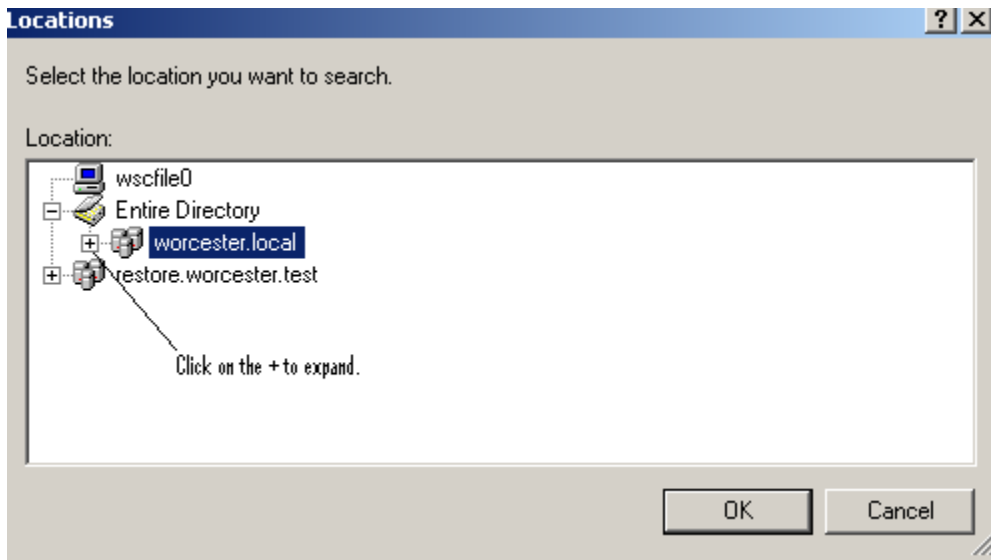 Locations
Select the location you want to search.
Location:
wscfile0
Entire Directory
worcester.local
restore.worcester.test
Click on the + to expand.
OK Cancel